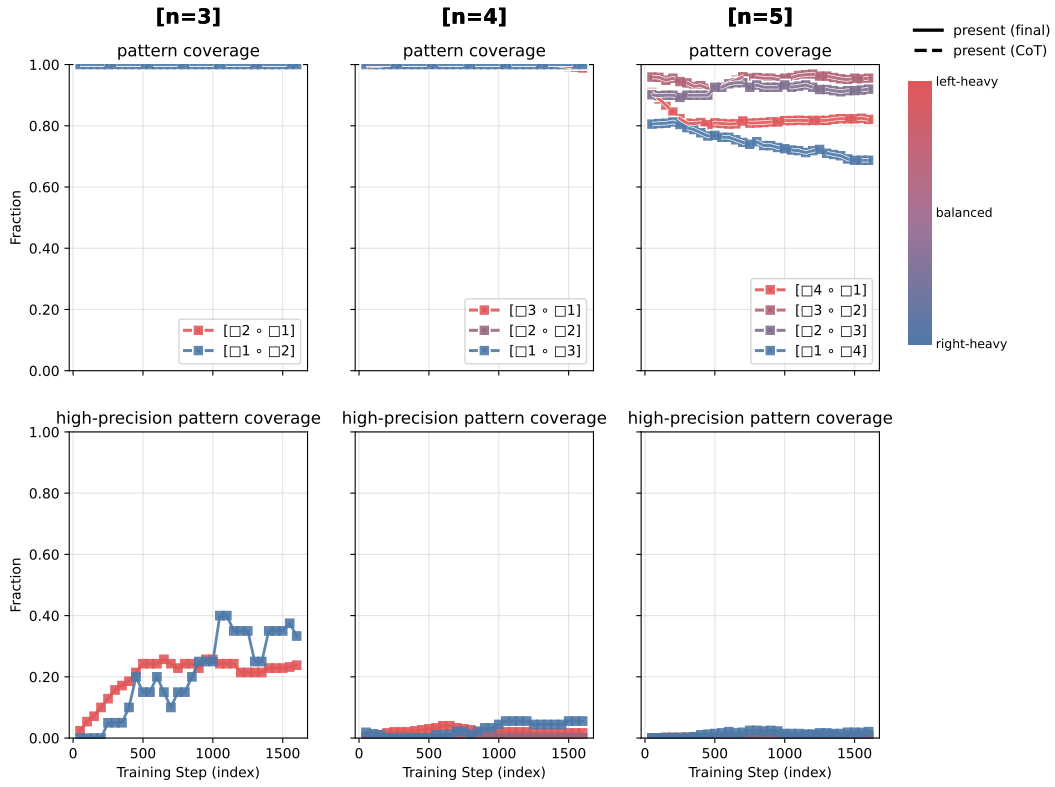 [n=3]
[n=4]
[n=5]
present (final)
present (CoT)
pattern coverage
pattern coverage
pattern coverage
left-heavy
balanced
right-heavy
Fraction
1.00
0.80
0.60
0.40
0.20
0.00
[□2 ∘ □1]
[□1 ∘ □2]
[□3 ∘ □1]
[□2 ∘ □2]
[□1 ∘ □3]
[□4 ∘ □1]
[□3 ∘ □2]
[□2 ∘ □3]
[□1 ∘ □4]
high-precision pattern coverage
high-precision pattern coverage
high-precision pattern coverage
Fraction
1.00
0.80
0.60
0.40
0.20
0.00
0 500 1000 1500
0 500 1000 1500
0 500 1000 1500
Training Step (index)
Training Step (index)
Training Step (index)